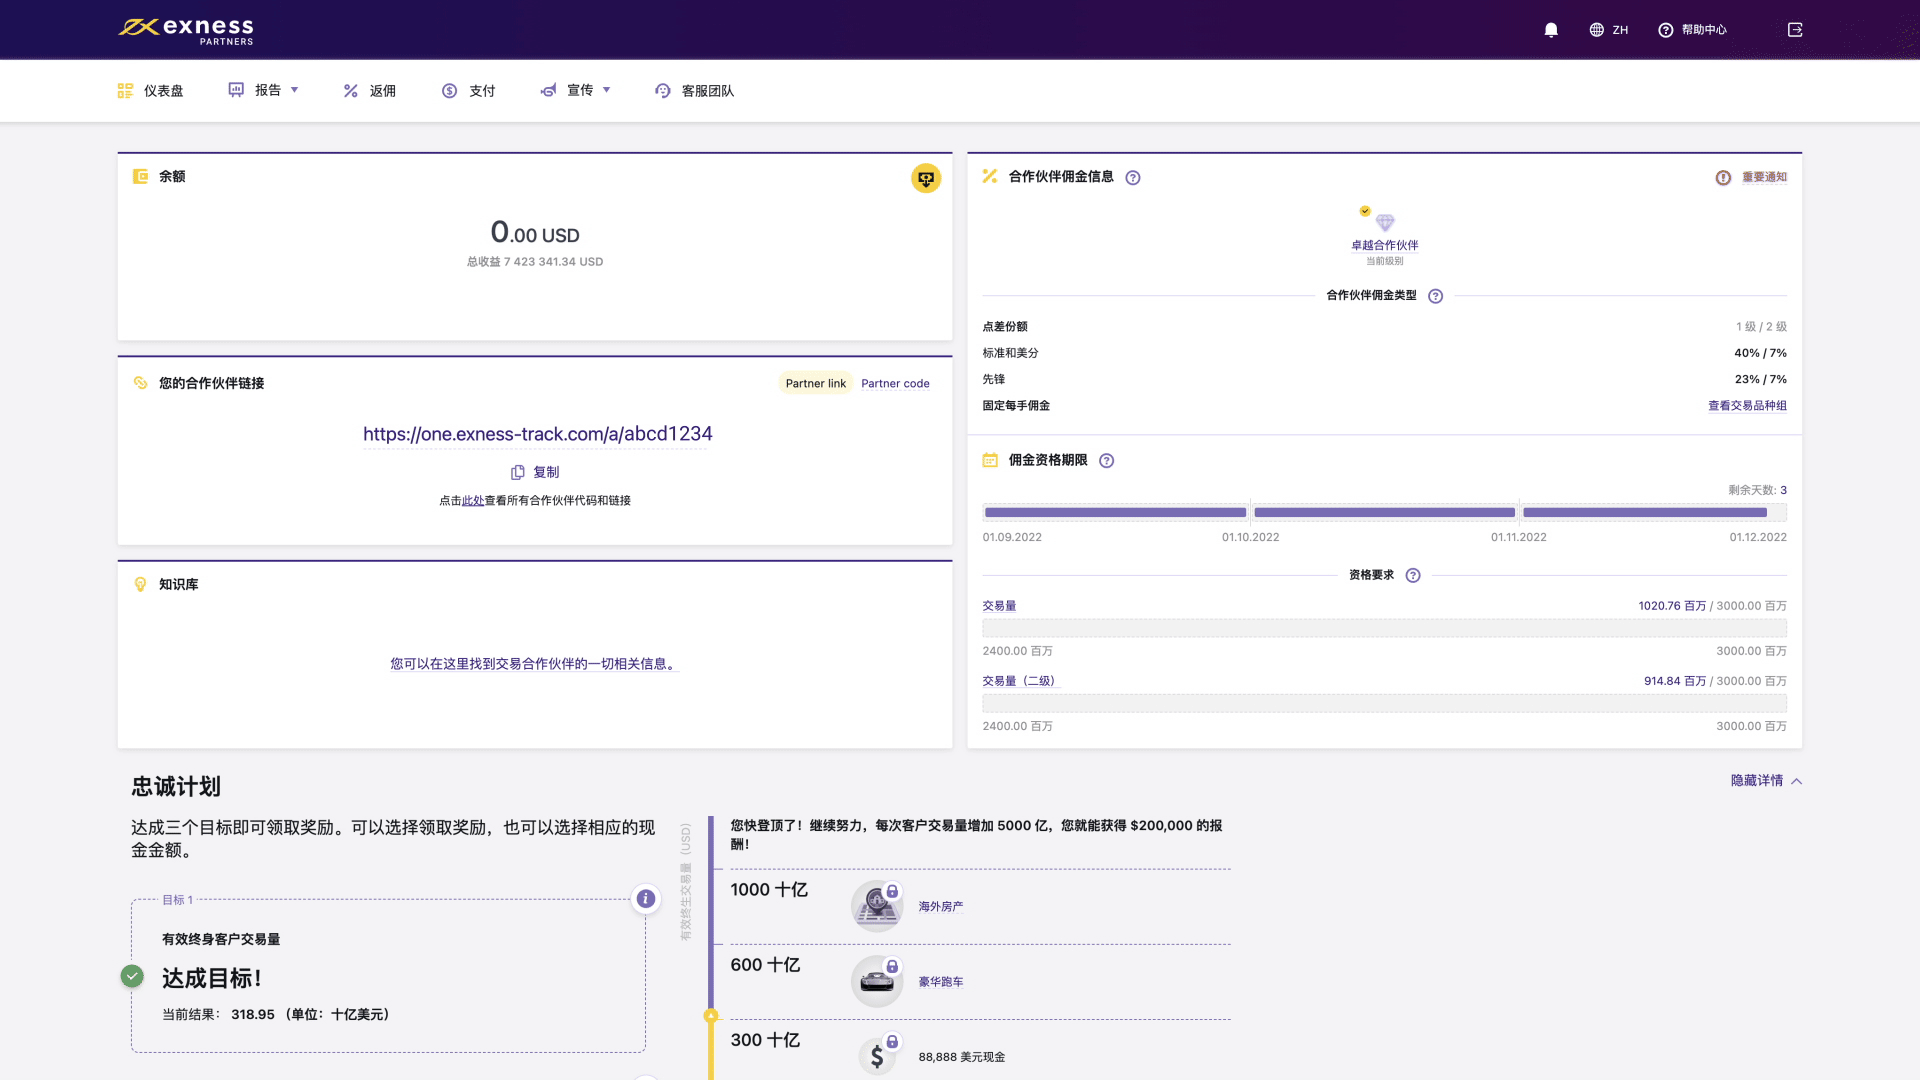 exness
PARTNERS
ZH
帮助中心
仪表盘
报告
返佣
支付
宣传
客服团队
余额
0.00 USD
总收益 7 423 341.34 USD
您的合作伙伴链接
Partner link
Partner code
https://one.exness-track.com/a/abcd1234
复制
点击此处查看所有合作伙伴代码和链接
知识库
您可以在这里找到交易合作伙伴的一切相关信息。
合作伙伴佣金信息
重要通知
卓越合作伙伴
当前级别
合作伙伴佣金类型
点差份额
1 级 / 2 级
标准和美分
40% / 7%
先锋
23% / 7%
固定每手佣金
查看交易品种组
佣金资格期限
剩余天数: 3
01.09.2022
01.10.2022
01.11.2022
01.12.2022
资格要求
交易量
1020.76 百万 / 3000.00 百万
2400.00 百万
3000.00 百万
交易量（二级）
914.84 百万 / 3000.00 百万
2400.00 百万
3000.00 百万
忠诚计划
隐藏详情
达成三个目标即可领取奖励。可以选择领取奖励，也可以选择相应的现
金金额。
目标 1
有效终身客户交易量
达成目标！
当前结果： 318.95 （单位：十亿美元）
有效终生交易量（USD）
您快登顶了！继续努力，每次客户交易量增加 5000 亿，您就能获得 $200,000 的报
酬！
1000 十亿
海外房产
600 十亿
豪华跑车
300 十亿
88,888 美元现金